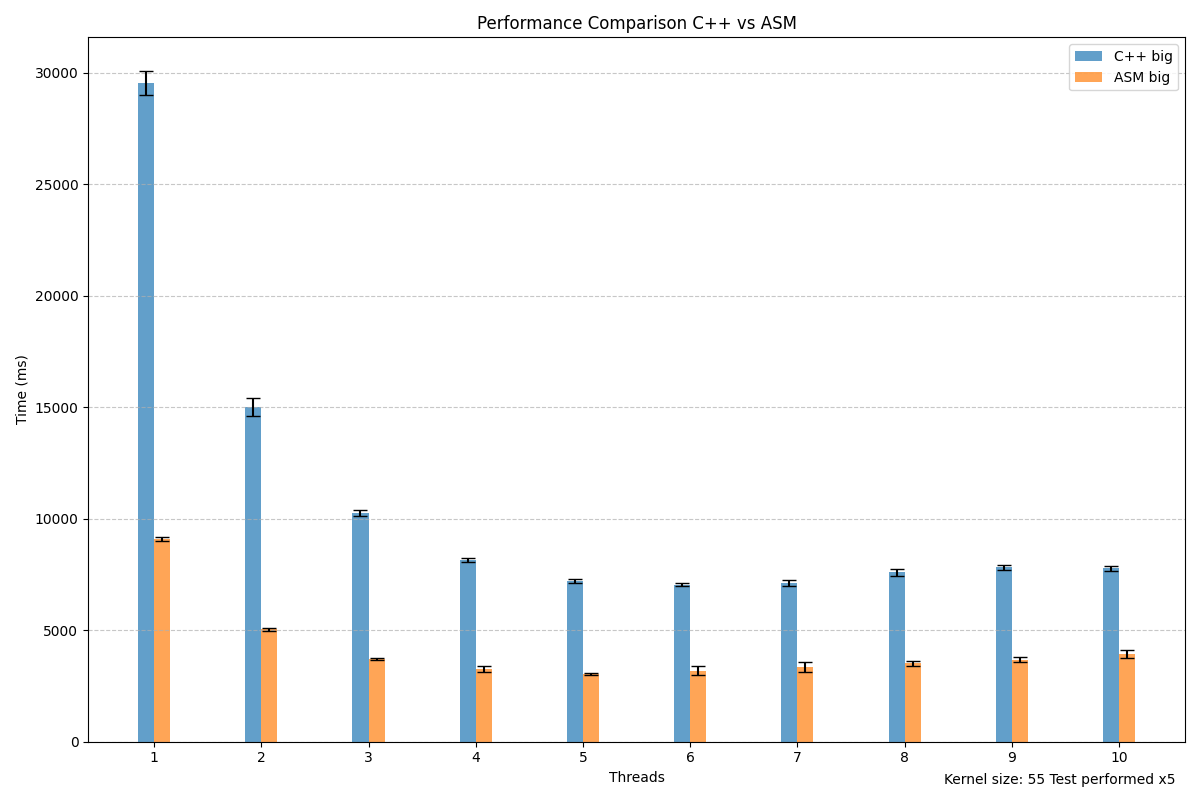 Performance Comparison C++ vs ASM
C++ big
ASM big
30000
25000
20000
15000
10000
5000
0
Time (ms)
1 2 3 4 5 6 7 8 9 10
Threads
Kernel size: 55 Test performed x5